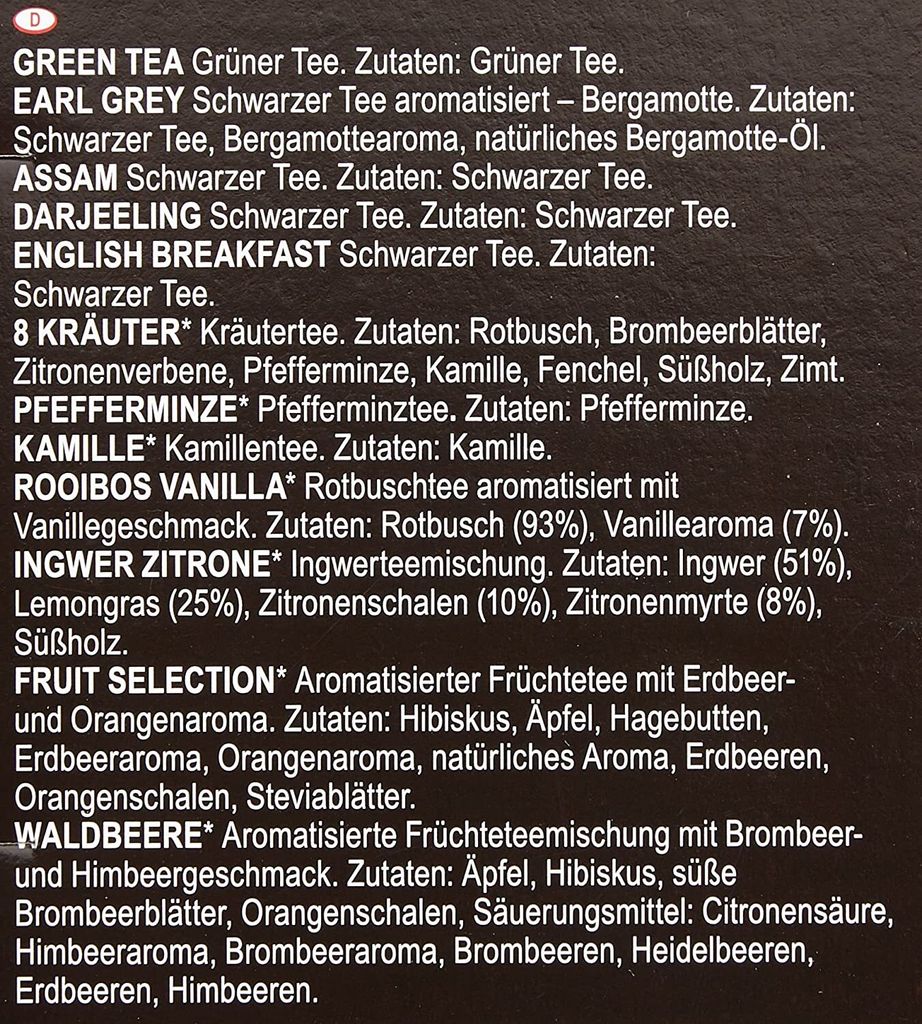 D
GREEN TEA Grüner Tee. Zutaten: Grüner Tee.
EARL GREY Schwarzer Tee aromatisiert – Bergamotte. Zutaten:
Schwarzer Tee, Bergamottearoma, natürliches Bergamotte-Öl.
ASSAM Schwarzer Tee. Zutaten: Schwarzer Tee.
DARJEELING Schwarzer Tee. Zutaten: Schwarzer Tee.
ENGLISH BREAKFAST Schwarzer Tee. Zutaten:
Schwarzer Tee.
8 KRÄUTER* Kräutertee. Zutaten: Rotbusch, Brombeerblätter,
Zitronenverbene, Pfefferminze, Kamille, Fenchel, Süßholz, Zimt.
PFEFFERMINZE* Pfefferminztee. Zutaten: Pfefferminze.
KAMILLE* Kamillentee. Zutaten: Kamille.
ROOIBOS VANILLA* Rotbuschtee aromatisiert mit
Vanillegeschmack. Zutaten: Rotbusch (93%), Vanillearoma (7%).
INGWER ZITRONE* Ingwerteemischung. Zutaten: Ingwer (51%),
Lemongras (25%), Zitronenschalen (10%), Zitronenmyrte (8%),
Süßholz.
FRUIT SELECTION* Aromatisierter Früchtetee mit Erdbeer-
und Orangenaroma. Zutaten: Hibiskus, Äpfel, Hagebutten,
Erdbeeraroma, Orangenaroma, natürliches Aroma, Erdbeeren,
Orangenschalen, Steviablätter.
WALDBEERE* Aromatisierte Früchteteemischung mit Brombeer-
und Himbeergeschmack. Zutaten: Äpfel, Hibiskus, süße
Brombeerblätter, Orangenschalen, Säuerungsmittel: Citronensäure,
Himbeeraroma, Brombeeraroma, Brombeeren, Heidelbeeren,
Erdbeeren, Himbeeren.